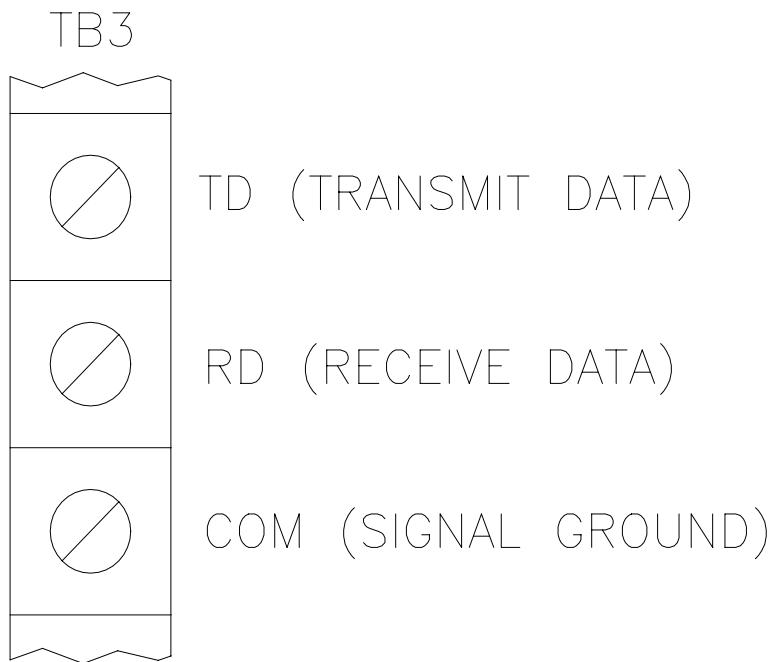 TB3
TD (TRANSMIT DATA)
RD (RECEIVE DATA)
COM (SIGNAL GROUND)